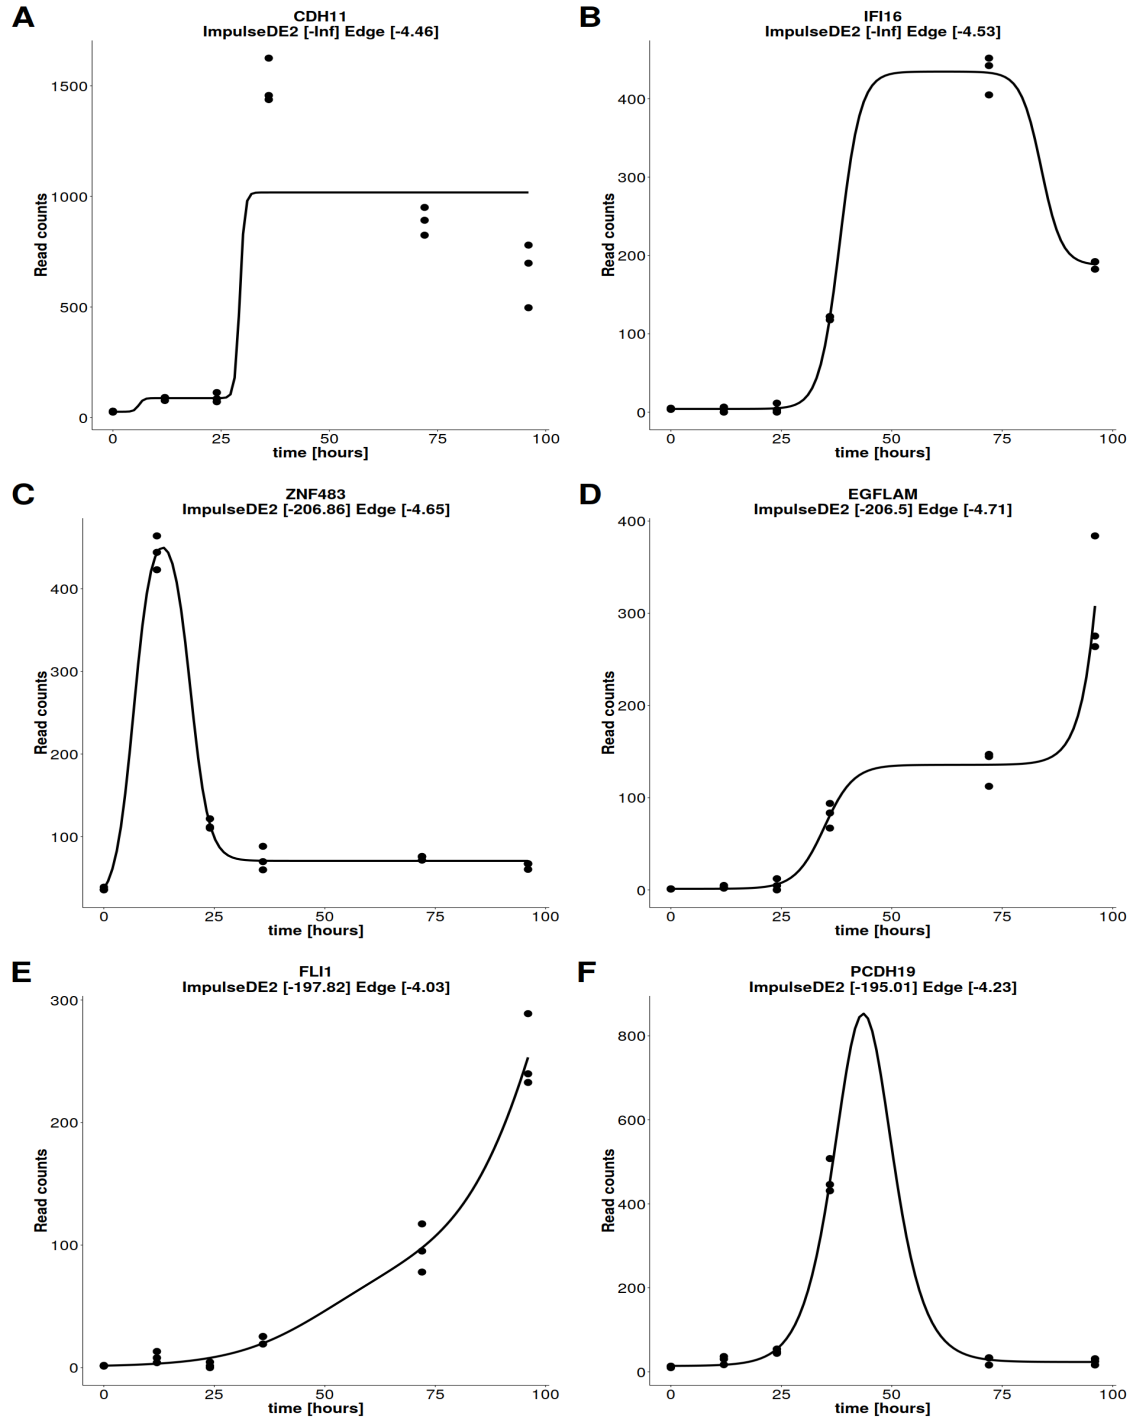 A
CDH11
ImpulseDE2 [-Inf] Edge [-4.46]
1500
1000
500
0
Read counts
0 25 50 75 100
time [hours]
B
IFI16
ImpulseDE2 [-Inf] Edge [-4.53]
400
300
200
100
0
Read counts
0 25 50 75 100
time [hours]
C
ZNF483
ImpulseDE2 [-206.86] Edge [-4.65]
400
300
200
100
Read counts
0 25 50 75 100
time [hours]
D
EGFLAM
ImpulseDE2 [-206.5] Edge [-4.71]
400
300
200
100
0
Read counts
0 25 50 75 100
time [hours]
E
FLI1
ImpulseDE2 [-197.82] Edge [-4.03]
300
200
100
0
Read counts
0 25 50 75 100
time [hours]
F
PCDH19
ImpulseDE2 [-195.01] Edge [-4.23]
800
600
400
200
0
Read counts
0 25 50 75 100
time [hours]